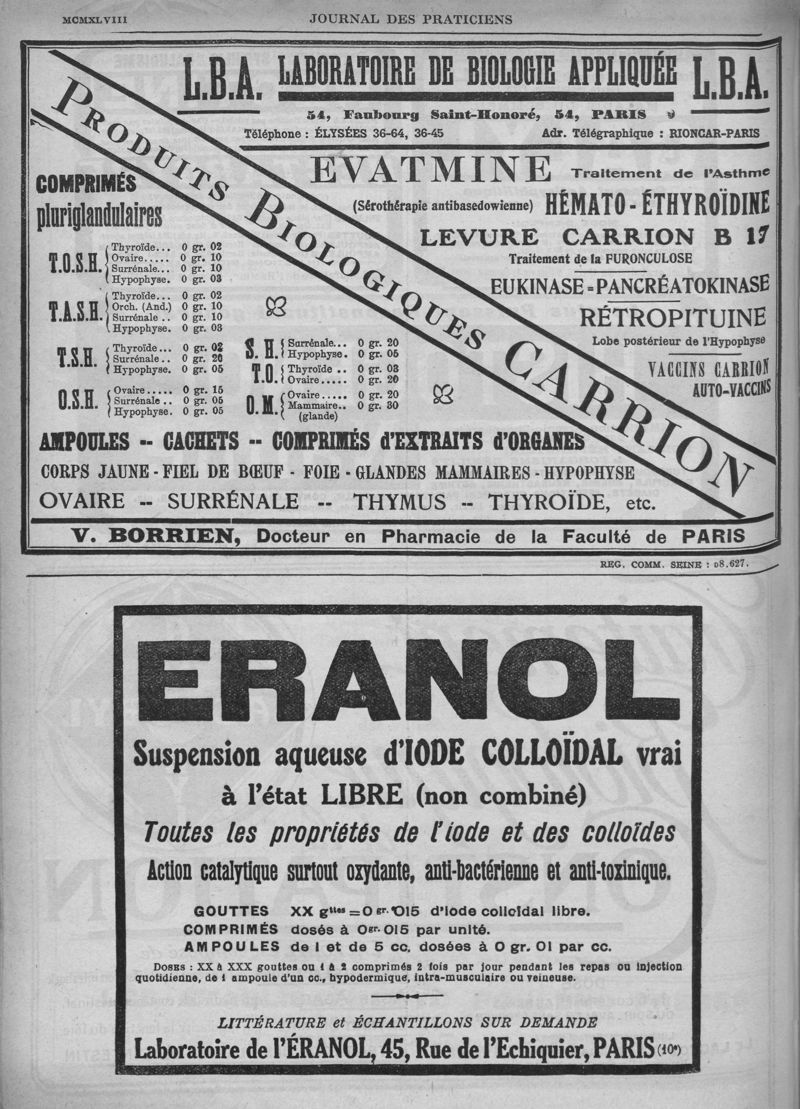 MCMXLVIII JOURNAL DES PRATICIENS
L.B.A. LABORATOIRE DE BIOLOGIE APPLIQUÉE L.B.A.
54, Faubourg Saint-Honoré, 54, PARIS
Téléphone : ÉLYSÉES 36-64, 36-45 Adr. Télégraphique : RIONCAR-PARIS
PRODUITS BIOLOGIQUES CARRION
EVATMINE Traitement de l'Asthme
(Sérothérapie antibasedowienne) HÉMATO-ÉTHYROÏDINE
LEVURE CARRION B 17
Traitement de la FURONCULOSE
EUKINASE-PANCRÉATOKINASE
RÉTROPITUINE
Lobe postérieur de l'Hypophyse
VACCINS CARRION
AUTO-VACCINS
COMPRIMÉS
pluriglandulaires
T.O.S.H.
Thyroïde... 0 gr. 02
Ovaire..... 0 gr. 10
Surrénale... 0 gr. 10
Hypophyse. 0 gr. 03
T.A.S.H.
Thyroïde... 0 gr. 02
Orch. (And.) 0 gr. 10
Surrénale .. 0 gr. 10
Hypophyse. 0 gr. 03
T.S.H.
Thyroïde... 0 gr. 02
Surrénale.. 0 gr. 20
Hypophyse. 0 gr. 05
O.S.H.
Ovaire..... 0 gr. 15
Surrénale .. 0 gr. 05
Hypophyse. 0 gr. 05
S. H.
Surrénale... 0 gr. 20
Hypophyse. 0 gr. 05
T.O.
Thyroïde .. 0 gr. 03
Ovaire..... 0 gr. 20
O.M.
Ovaire..... 0 gr. 20
Mammaire.. 0 gr. 30
(glande)
AMPOULES -- CACHETS -- COMPRIMÉS d'EXTRAITS d'ORGANES
CORPS JAUNE - FIEL DE BŒUF - FOIE - GLANDES MAMMAIRES - HYPOPHYSE
OVAIRE -- SURRÉNALE -- THYMUS -- THYROÏDE, etc.
V. BORRIEN, Docteur en Pharmacie de la Faculté de PARIS
REG. COMM. SEINE : 08.627.
ERANOL
Suspension aqueuse d'IODE COLLOÏDAL vrai
à l'état LIBRE (non combiné)
Toutes les propriétés de l'iode et des colloïdes
Action catalytique surtout oxydante, anti-bactérienne et anti-toxinique.
GOUTTES XX gttes = 0 gr. 015 d'iode colloïdal libre.
COMPRIMÉS dosés à 0 gr. 015 par unité.
AMPOULES de 1 et de 5 cc. dosées à 0 gr. 01 par cc.
DOSES : XX à XXX gouttes ou 1 à 2 comprimés 2 fois par jour pendant les repas ou injection
quotidienne, de 1 ampoule d'un cc., hypodermique, intra-musculaire ou veineuse.
LITTÉRATURE et ÉCHANTILLONS SUR DEMANDE
Laboratoire de l'ÉRANOL, 45, Rue de l'Echiquier, PARIS (10e)